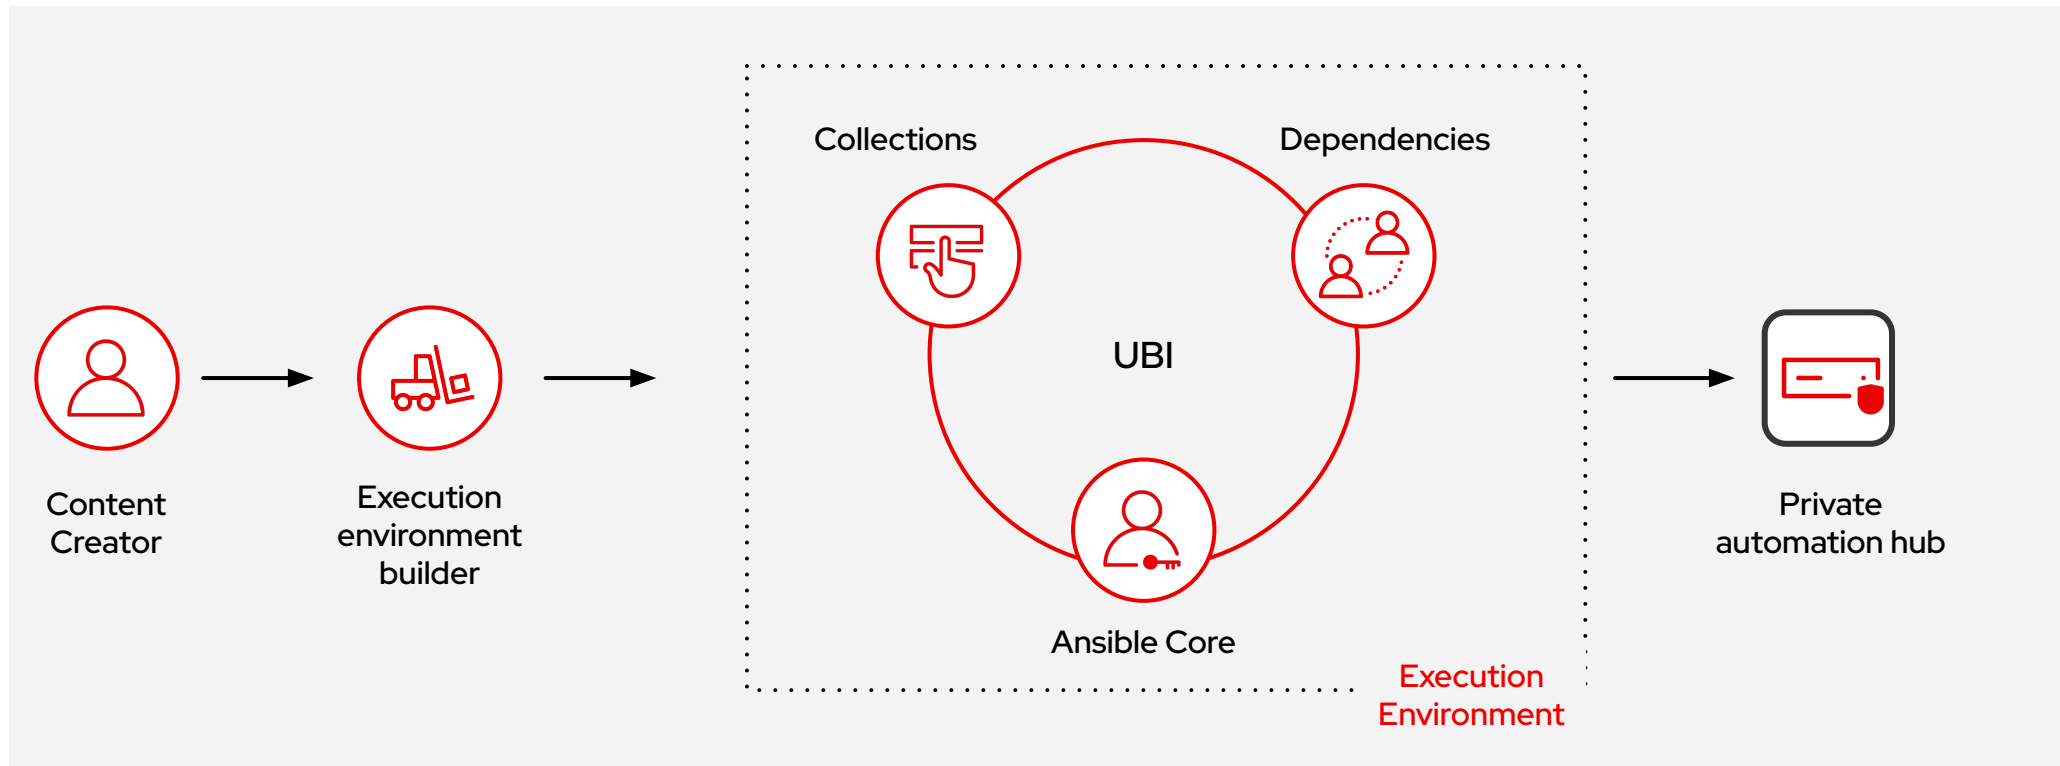 Content
Creator
Execution
environment
builder
Collections
Dependencies
UBI
Ansible Core
Execution
Environment
Private
automation hub